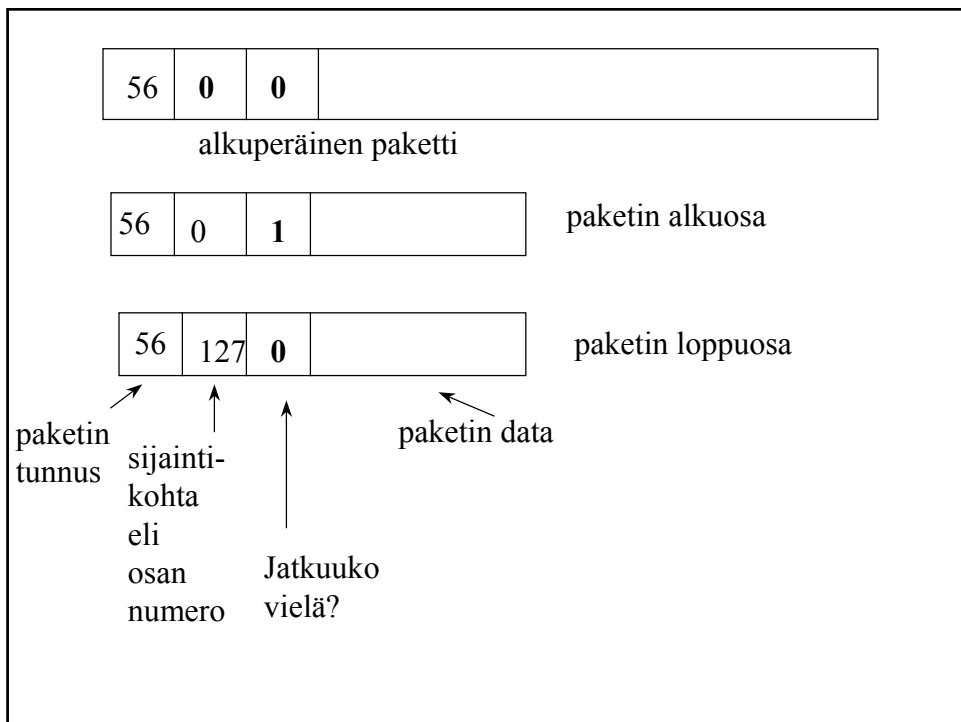 56 0 0
alkuperäinen paketti
56 0 1
paketin alkuosa
56 127 0
paketin loppuosa
paketin
tunnus
sijainti-
kohta
eli
osan
numero
Jatkuuko
vielä?
paketin data